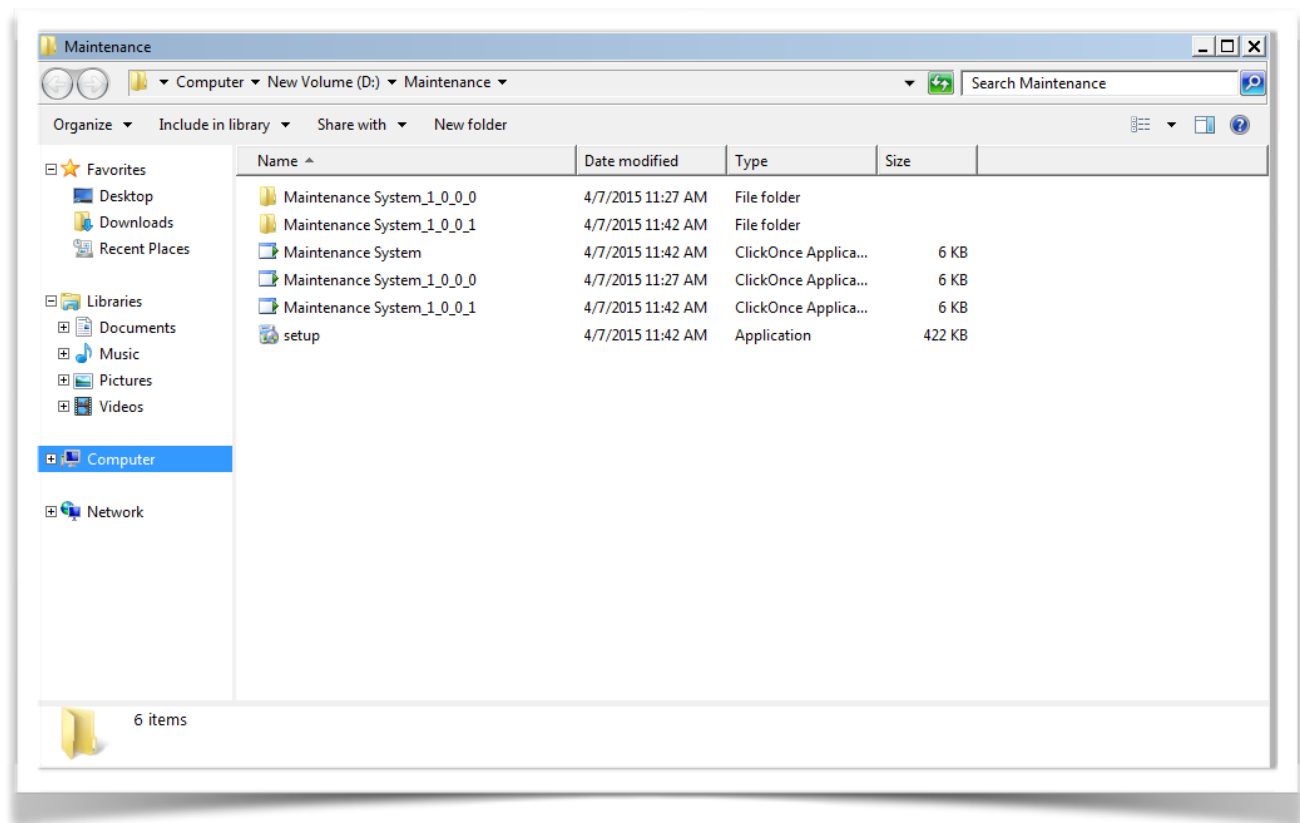 Maintenance
Computer New Volume (D:) Maintenance Search Maintenance
Organize Include in library Share with New folder
Name Date modified Type Size
Favorites
Desktop
Downloads
Recent Places
Libraries
Documents
Music
Pictures
Videos
Computer
Network
Maintenance System_1_0_0_0 4/7/2015 11:27 AM File folder
Maintenance System_1_0_0_1 4/7/2015 11:42 AM File folder
Maintenance System 4/7/2015 11:42 AM ClickOnce Applica... 6 KB
Maintenance System_1_0_0_0 4/7/2015 11:27 AM ClickOnce Applica... 6 KB
Maintenance System_1_0_0_1 4/7/2015 11:42 AM ClickOnce Applica... 6 KB
setup 4/7/2015 11:42 AM Application 422 KB
6 items